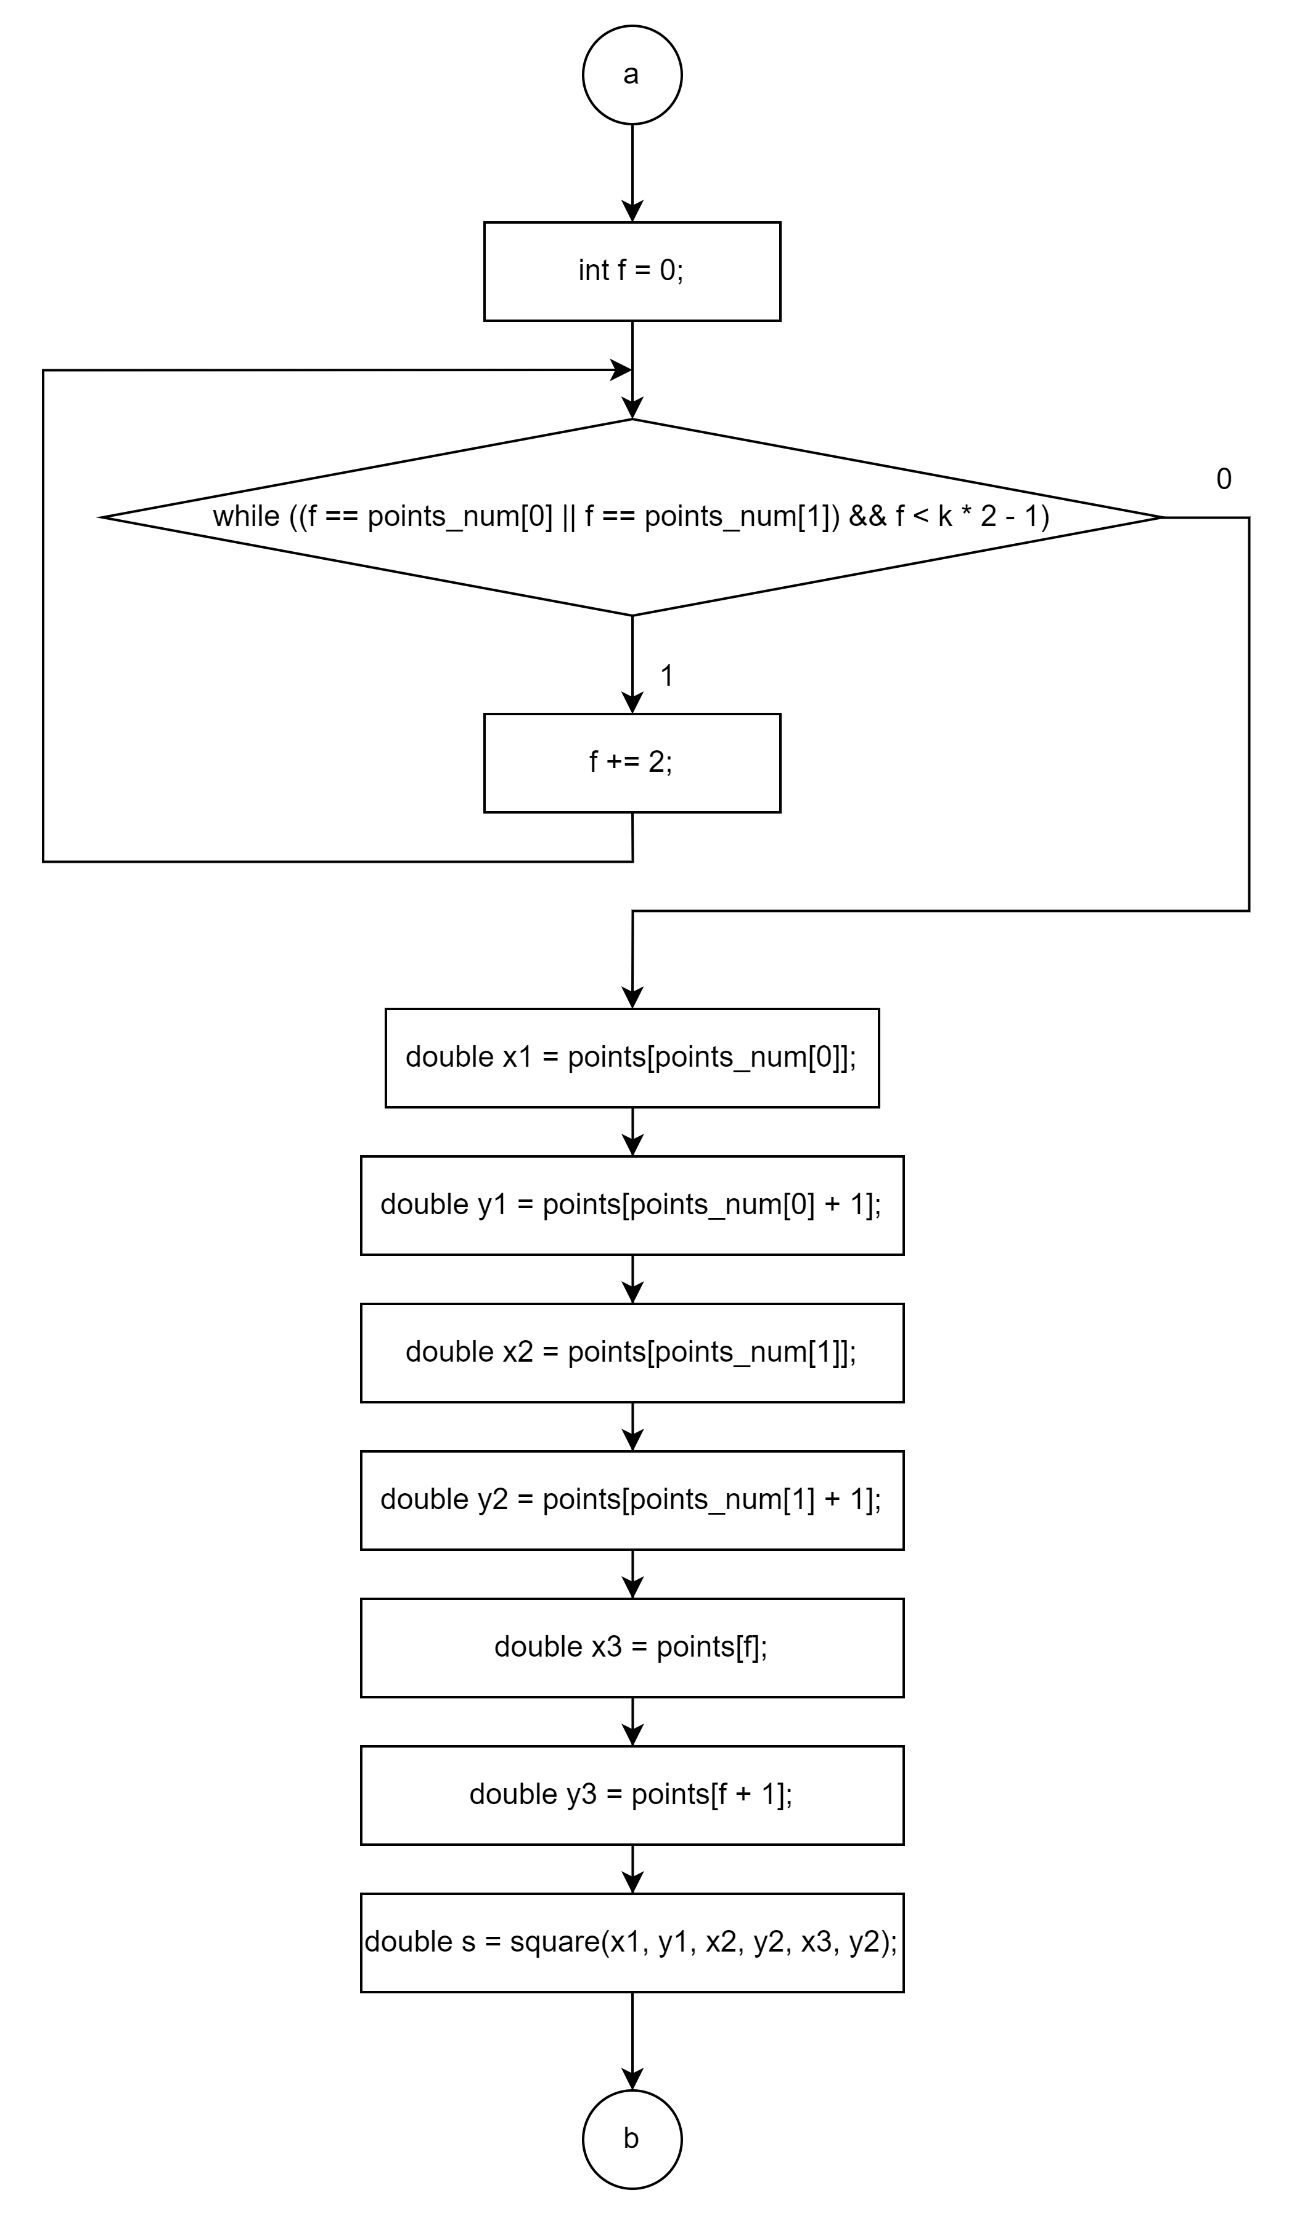 a
int f = 0;
while ((f == points_num[0] || f == points_num[1]) && f < k * 2 - 1)
0
1
f += 2;
double x1 = points[points_num[0]];
double y1 = points[points_num[0] + 1];
double x2 = points[points_num[1]];
double y2 = points[points_num[1] + 1];
double x3 = points[f];
double y3 = points[f + 1];
double s = square(x1, y1, x2, y2, x3, y2);
b